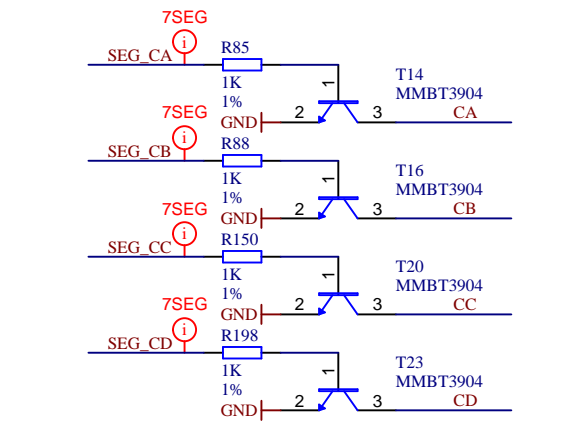 7SEG
SEG_CA
R85
1K
1%
GND
2
1
3
T14
MMBT3904
CA
7SEG
SEG_CB
R88
1K
1%
GND
2
1
3
T16
MMBT3904
CB
7SEG
SEG_CC
R150
1K
1%
GND
2
1
3
T20
MMBT3904
CC
7SEG
SEG_CD
R198
1K
1%
GND
2
1
3
T23
MMBT3904
CD